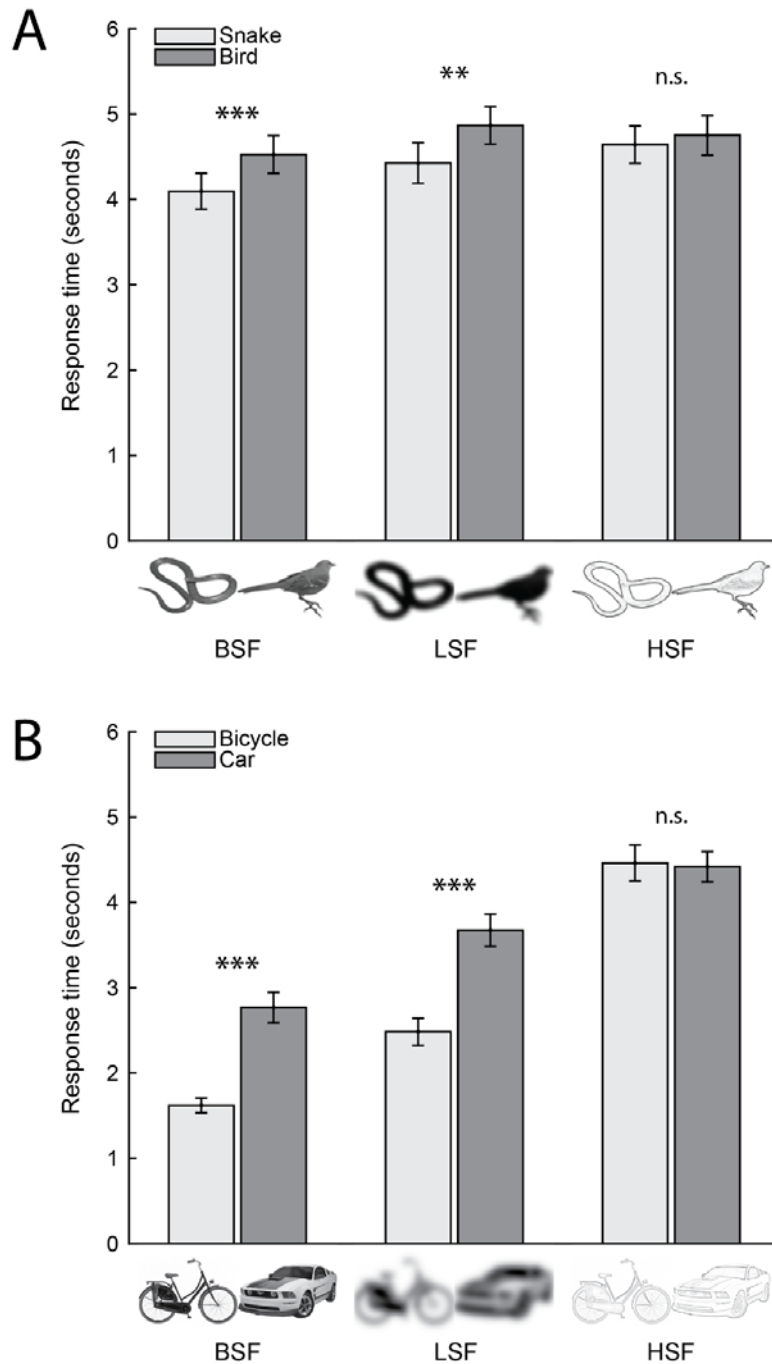 A
6
Snake
Bird
***
**
n.s.
5
4
3
2
1
0
Response time (seconds)
BSF
LSF
HSF
B
6
Bicycle
Car
***
***
n.s.
5
4
3
2
1
0
Response time (seconds)
BSF
LSF
HSF